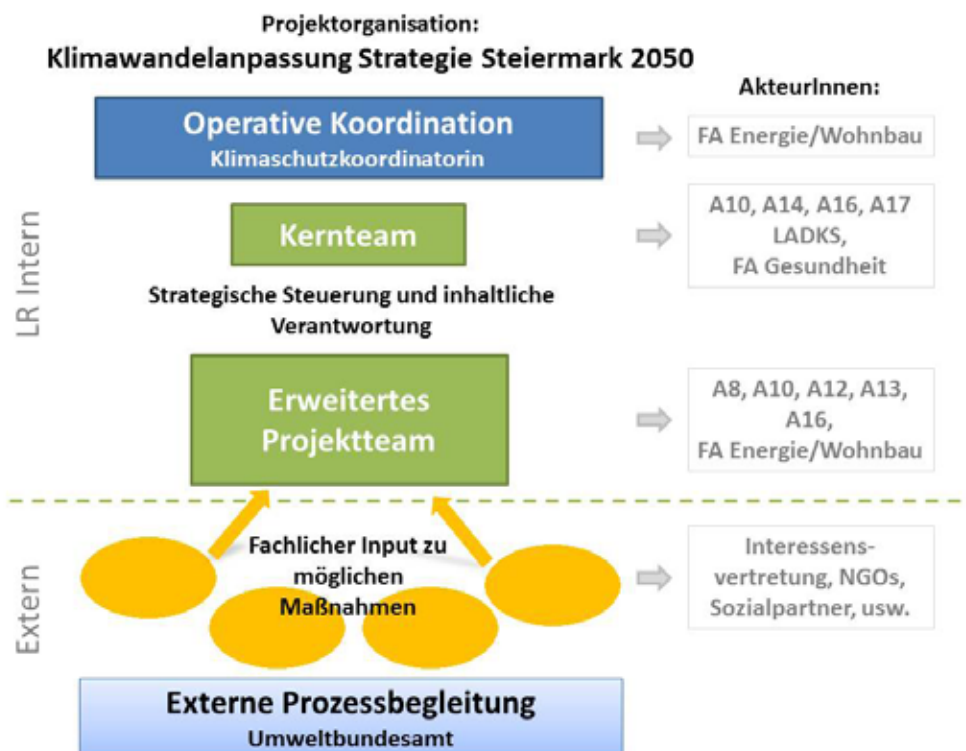 Projektorganisation:
Klimawandelanpassung Strategie Steiermark 2050
AkteurInnen:
LR Intern
Operative Koordination
Klimaschutzkoordinatorin
FA Energie/Wohnbau
Kernteam
A10, A14, A16, A17
LADKS,
FA Gesundheit
Strategische Steuerung und inhaltliche
Verantwortung
Erweitertes
Projektteam
A8, A10, A12, A13,
A16,
FA Energie/Wohnbau
Extern
Fachlicher Input zu
möglichen
Maßnahmen
Interessens-
vertretung, NGOs,
Sozialpartner, usw.
Externe Prozessbegleitung
Umweltbundesamt